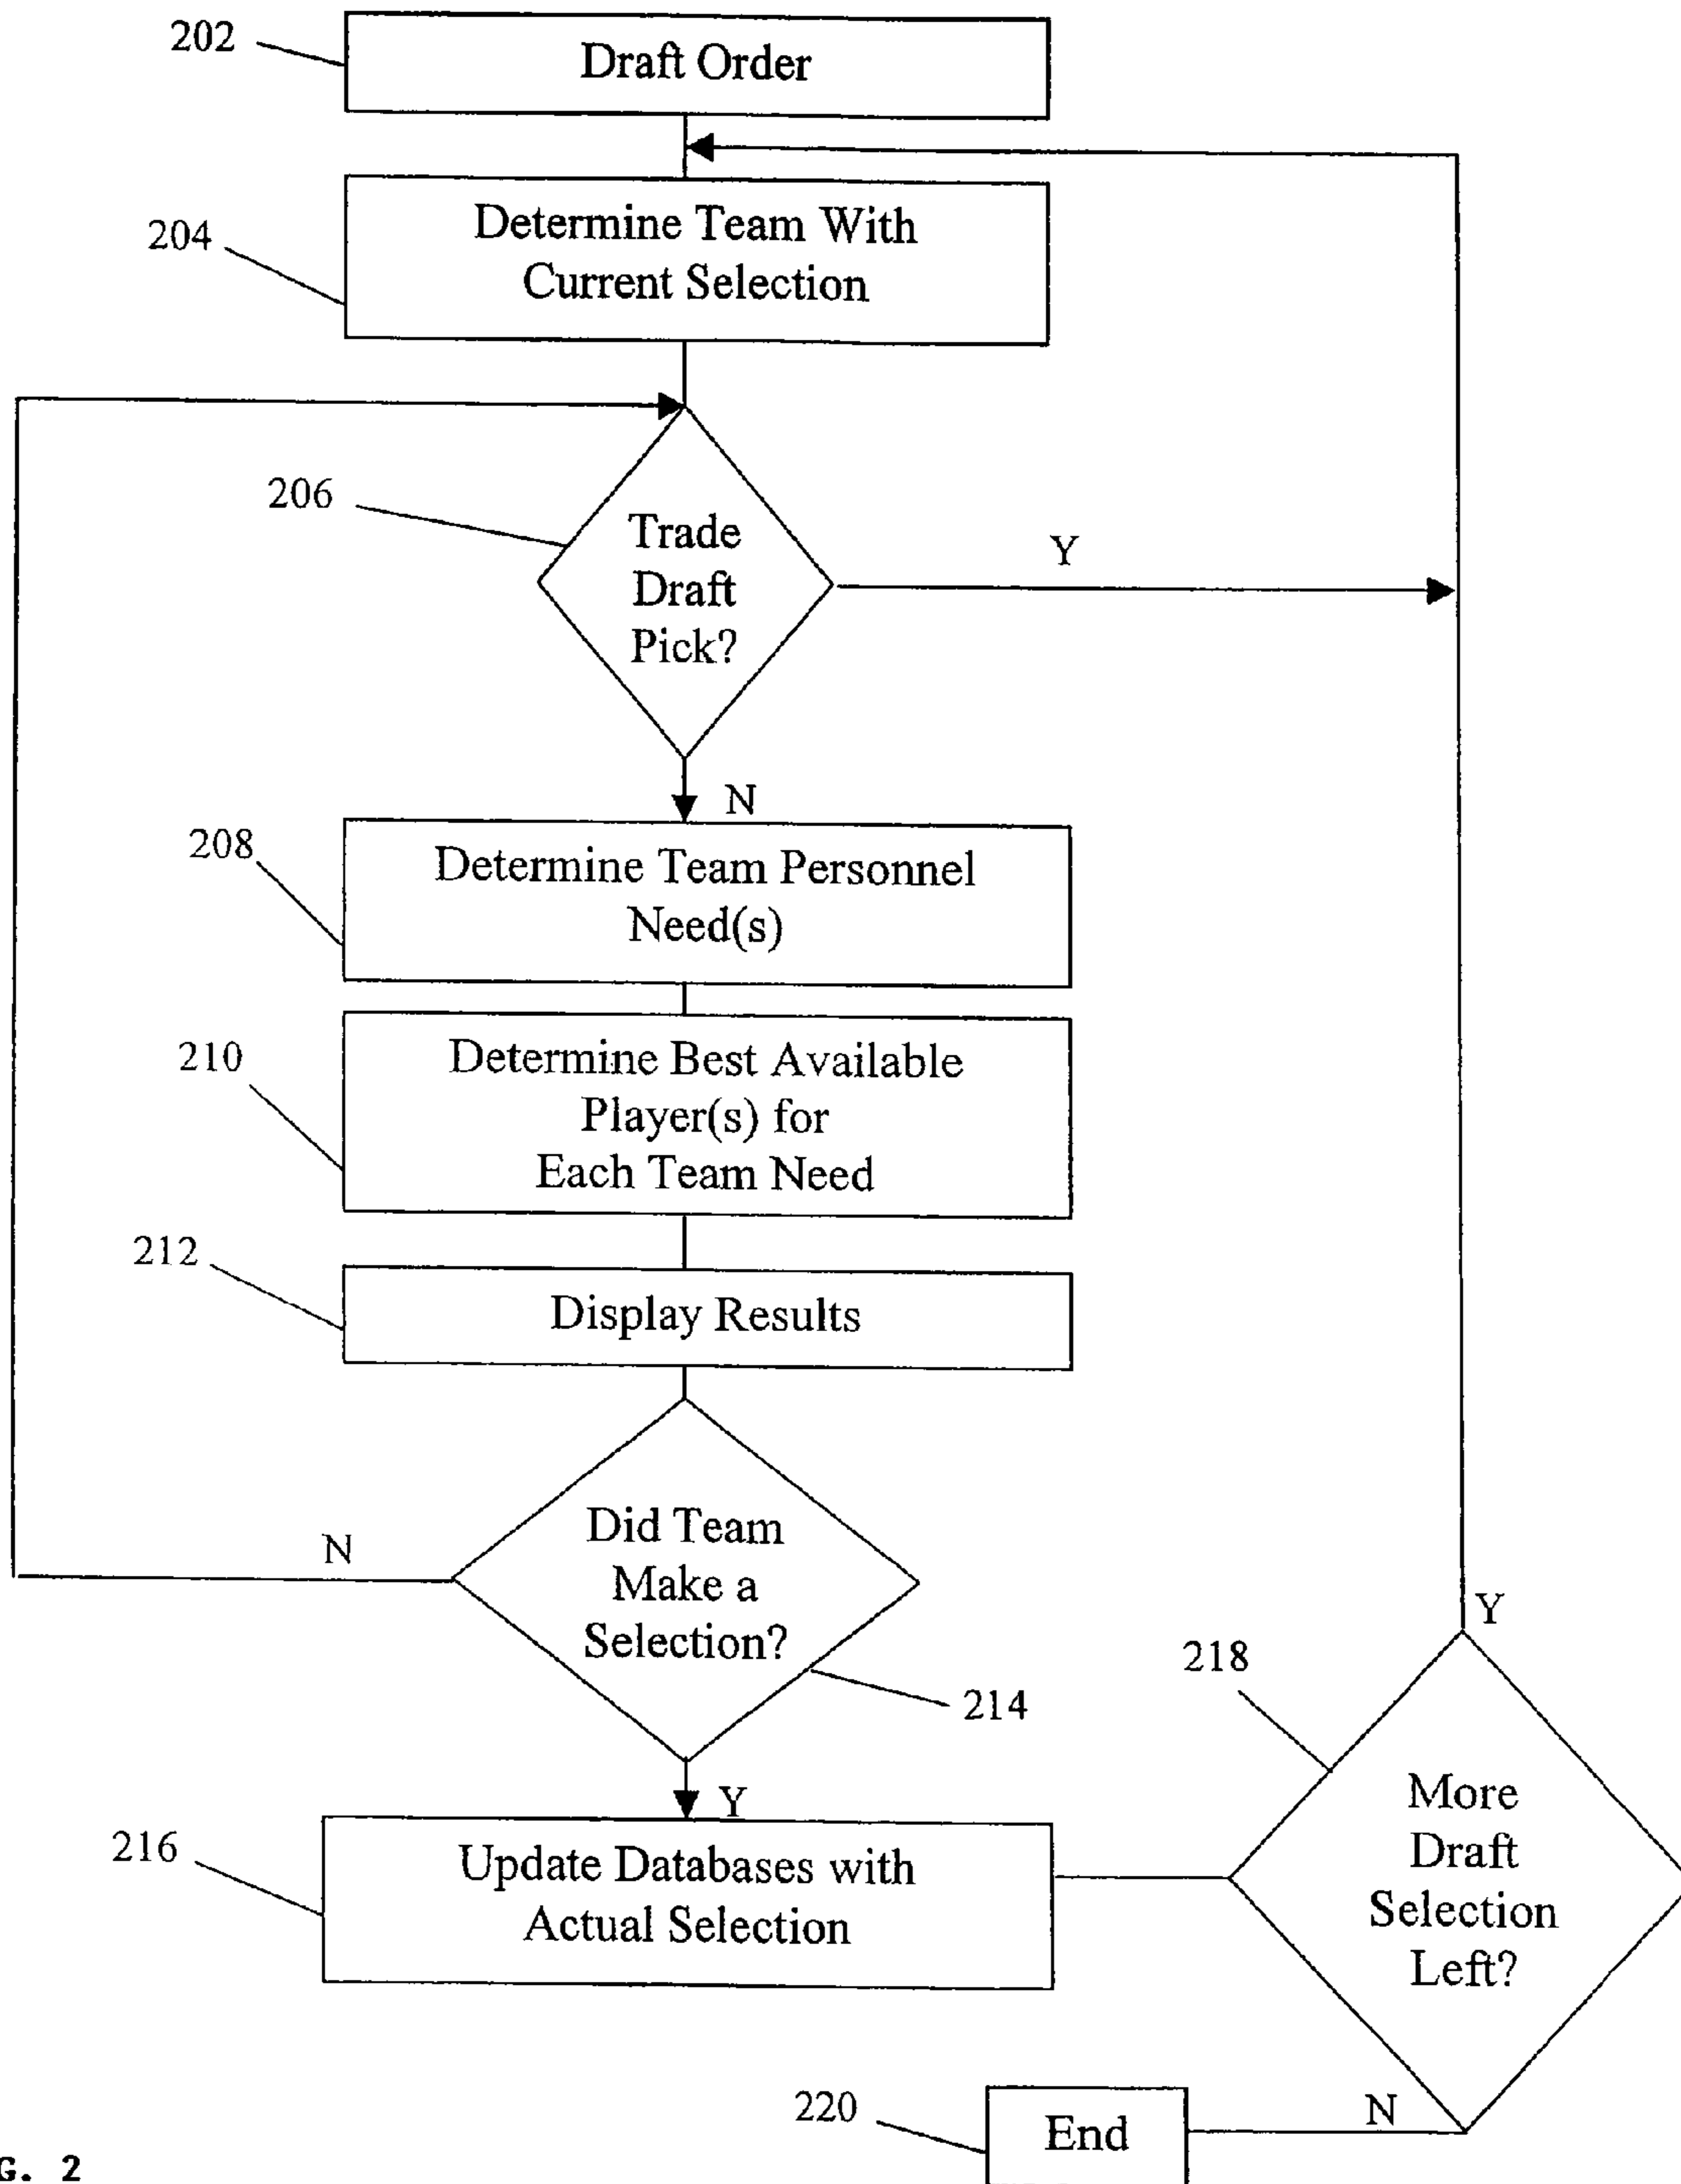 202
Draft Order
204
Determine Team With
Current Selection
206
Trade
Draft
Pick?
Y
N
208
Determine Team Personnel
Need(s)
210
Determine Best Available
Player(s) for
Each Team Need
212
Display Results
Did Team
Make a
Selection?
N
214
Y
216
Update Databases with
Actual Selection
218
Y
More
Draft
Selection
Left?
N
220
End
G. 2